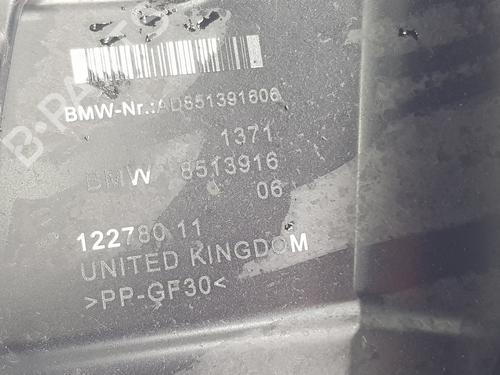 BMW-Nr.:AD851391606
1371
BMW 8513916
06
122780 11
UNITED KINGDOM
>PP-GF30<